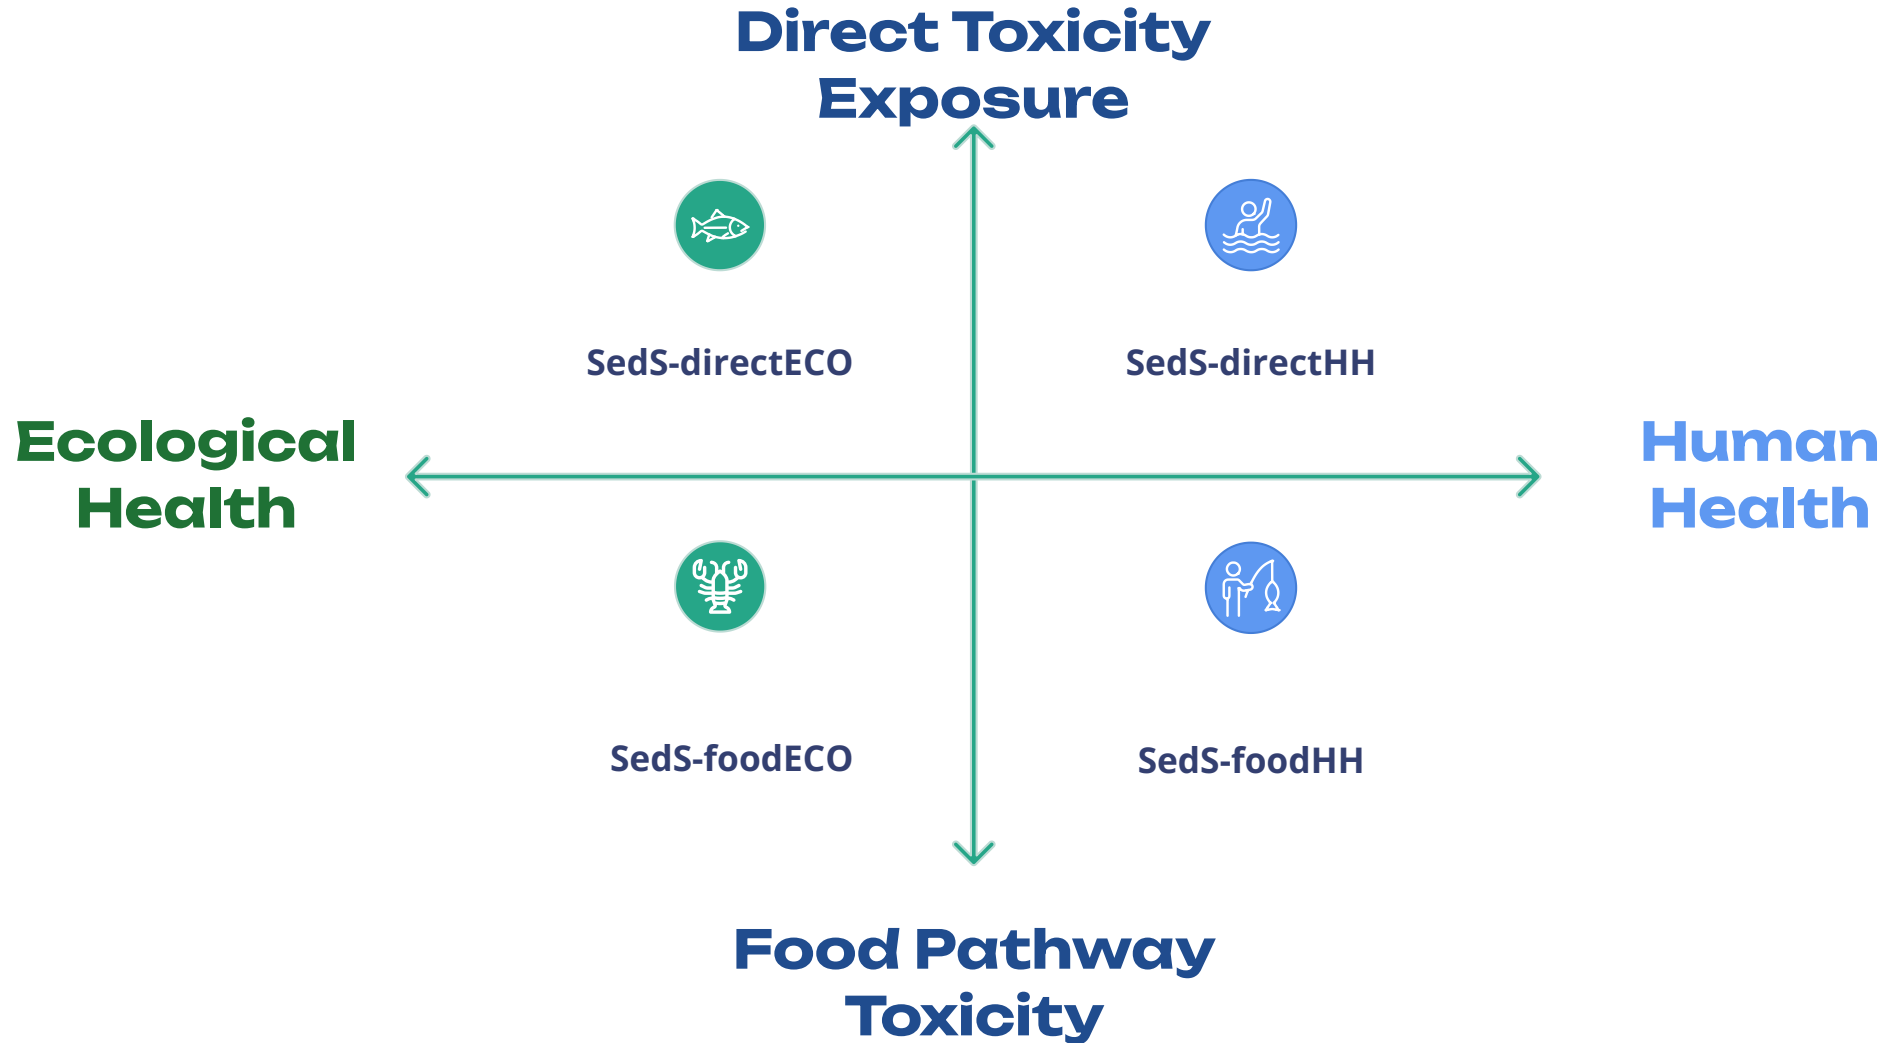 Direct Toxicity
Exposure
SedS-directECO
SedS-directHH
Ecological
Health
Human
Health
SedS-foodECO
SedS-foodHH
Food Pathway
Toxicity